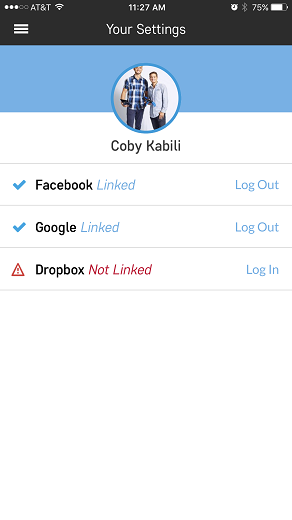 AT&T 11:27 AM 75%
Your Settings
Coby Kabili
Facebook Linked Log Out
Google Linked Log Out
Dropbox Not Linked Log In